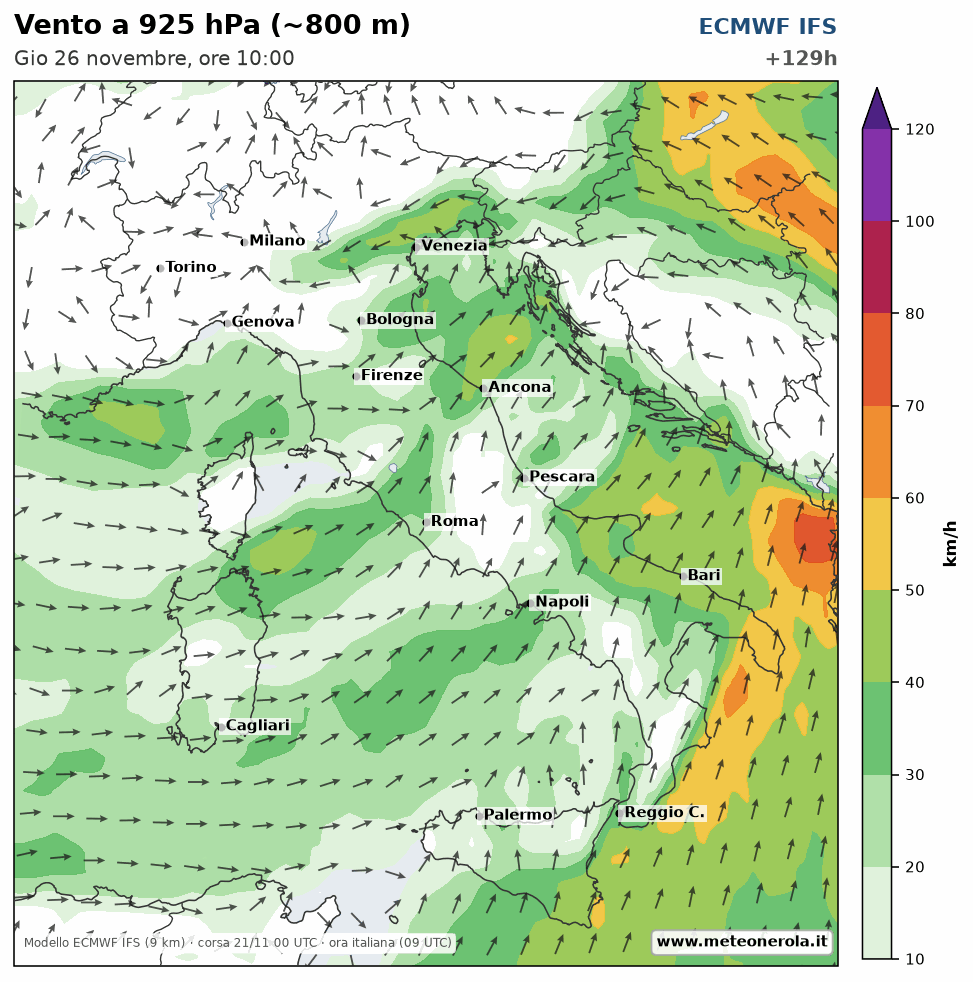 Vento a 925 hPa (~800 m)
ECMWF IFS
Gio 26 novembre, ore 10:00
+129h
Milano
Venezia
Torino
Genova
Bologna
Firenze
Ancona
Pescara
Roma
Bari
Napoli
Cagliari
Palermo
Reggio C.
120
100
80
70
60
50
40
30
20
10
km/h
Modello ECMWF IFS (9 km) · corsa 21/11 00 UTC · ora italiana (09 UTC)
www.meteonerola.it